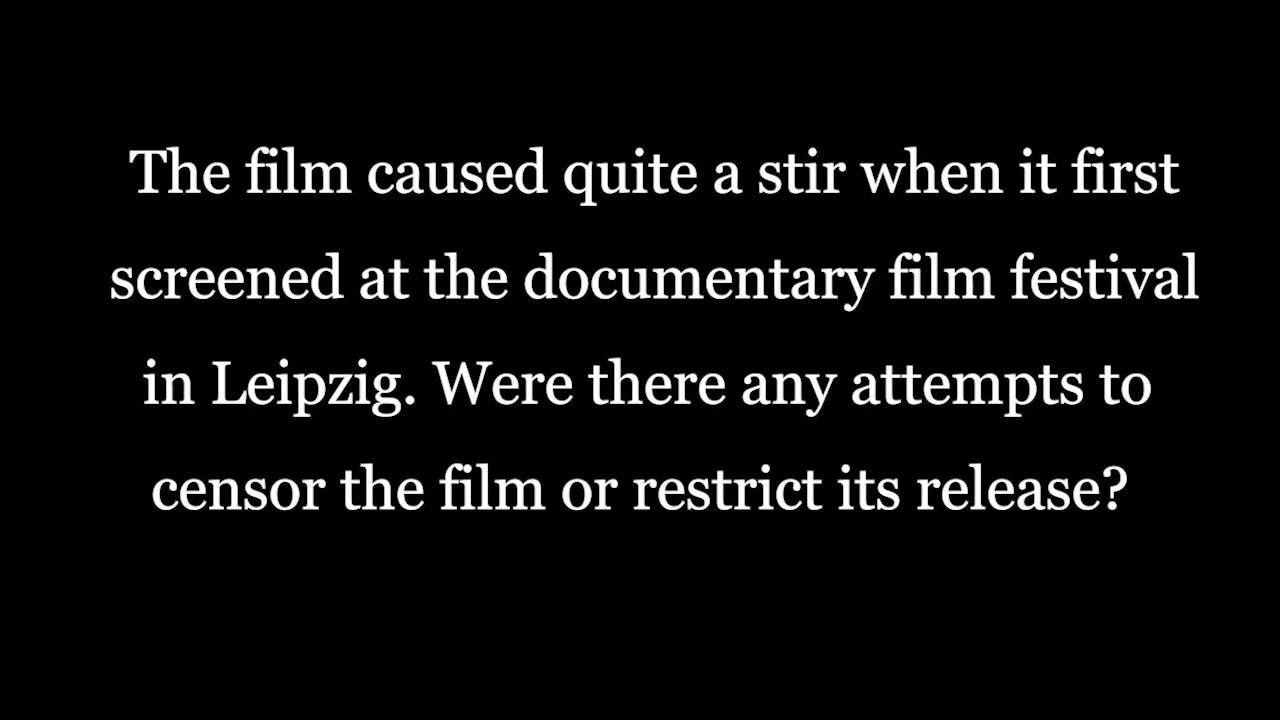 The film caused quite a stir when it first
screened at the documentary film festival
in Leipzig. Were there any attempts to
censor the film or restrict its release?